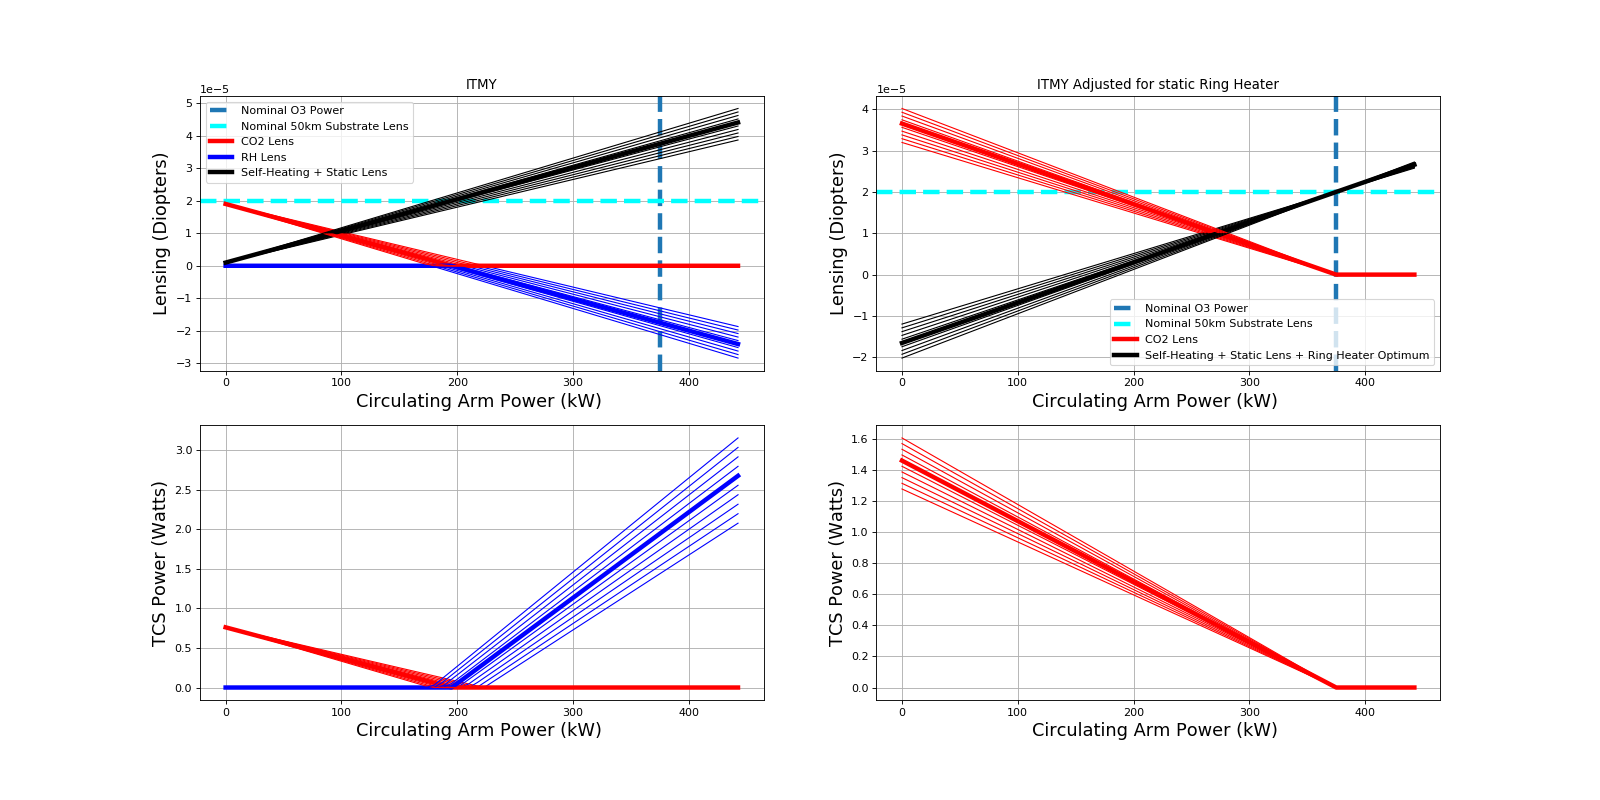 ITMY
1e−5
Nominal O3 Power
Nominal 50km Substrate Lens
CO2 Lens
RH Lens
Self-Heating + Static Lens
5
4
3
2
1
0
−1
−2
−3
Lensing (Diopters)
0 100 200 300 400
Circulating Arm Power (kW)
ITMY Adjusted for static Ring Heater
1e−5
4
3
2
1
0
−1
−2
Lensing (Diopters)
Nominal O3 Power
Nominal 50km Substrate Lens
CO2 Lens
Self-Heating + Static Lens + Ring Heater Optimum
0 100 200 300 400
Circulating Arm Power (kW)
3.0
2.5
2.0
1.5
1.0
0.5
0.0
TCS Power (Watts)
0 100 200 300 400
Circulating Arm Power (kW)
1.6
1.4
1.2
1.0
0.8
0.6
0.4
0.2
0.0
TCS Power (Watts)
0 100 200 300 400
Circulating Arm Power (kW)